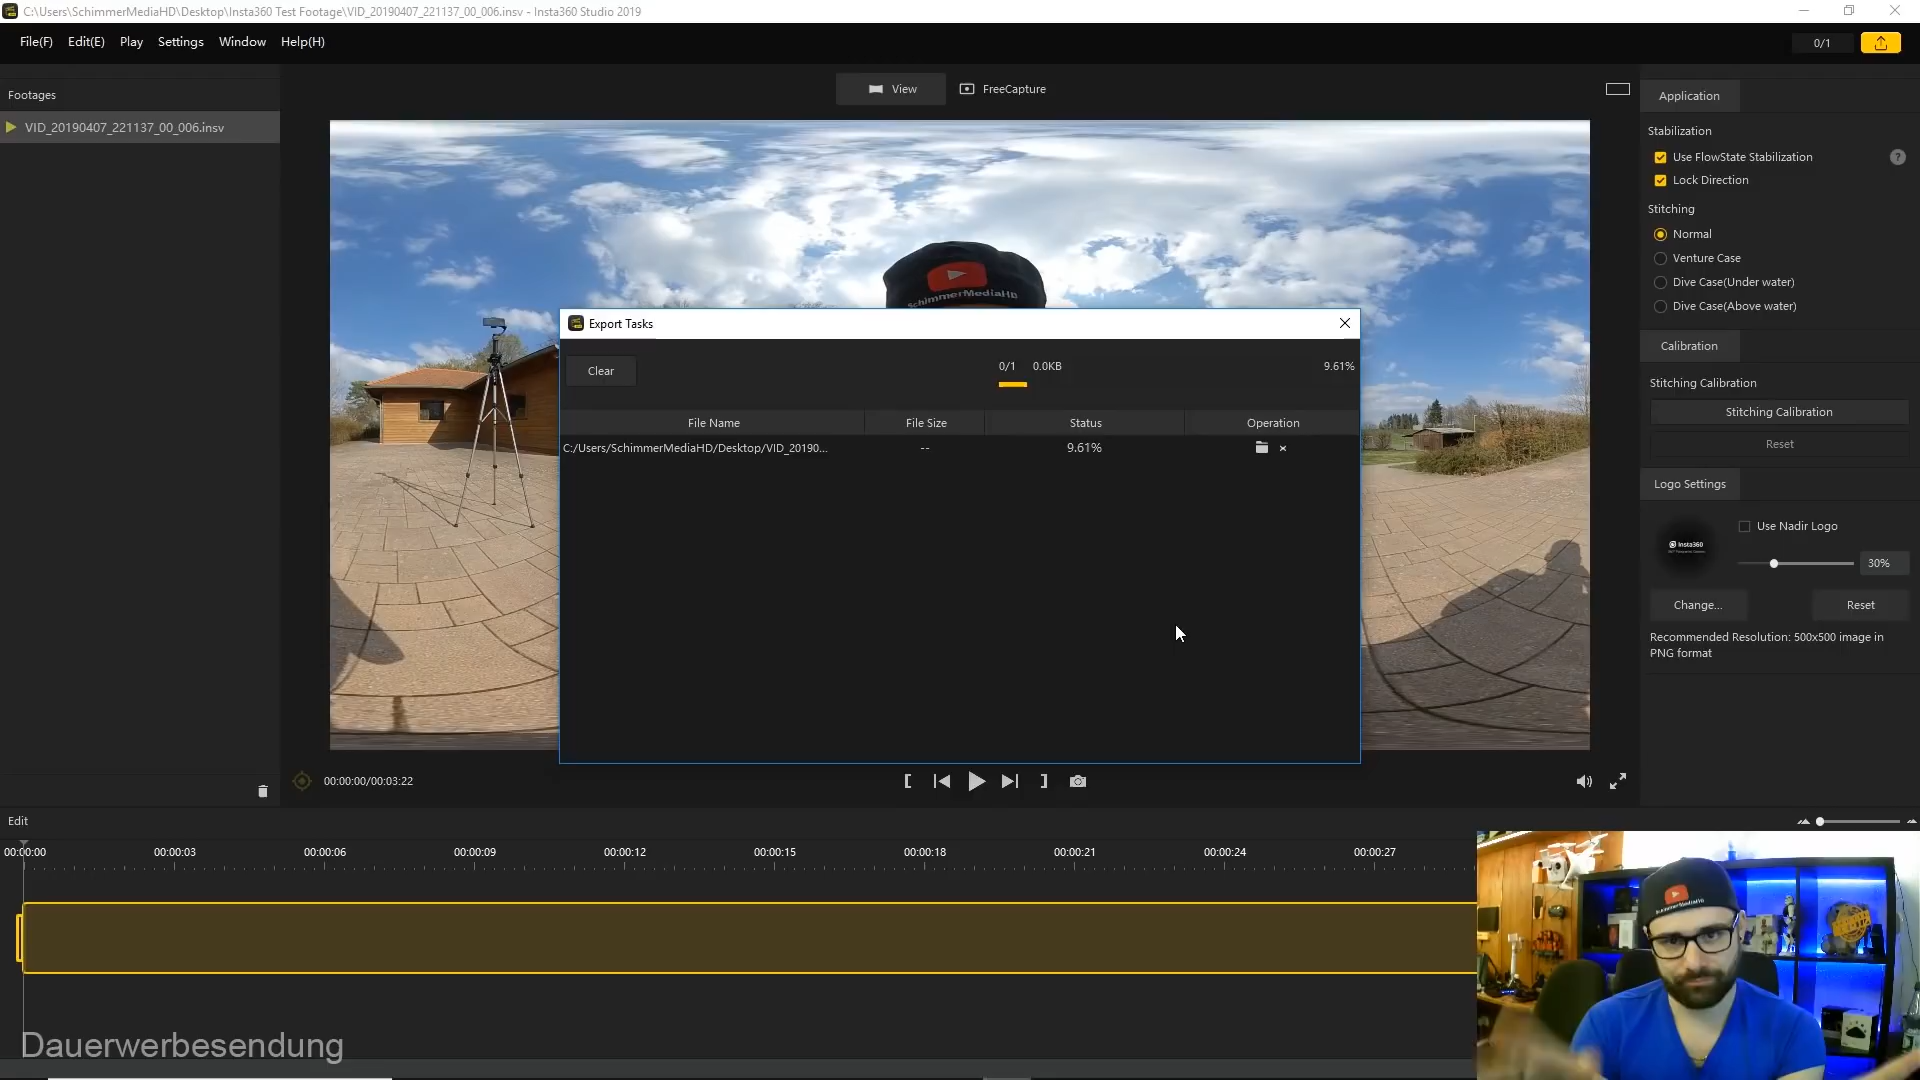 C:\Users\SchimmerMediaHD\Desktop\Insta360 Test Footage\VID_20190407_221137_00_006.insv - Insta360 Studio 2019
File(F) Edit(E) Play Settings Window Help(H)
0/1
Footages
VID_20190407_221137_00_006.insv
View FreeCapture
SchimmerMediaHD
Export Tasks
Clear
0/1 0.0KB 9.61%
File Name File Size Status Operation
C:/Users/SchimmerMediaHD/Desktop/VID_20190... -- 9.61%
Application
Stabilization
Use FlowState Stabilization ?
Lock Direction
Stitching
Normal
Venture Case
Dive Case(Under water)
Dive Case(Above water)
Calibration
Stitching Calibration
Stitching Calibration
Reset
Logo Settings
Insta360
Use Nadir Logo
30%
Change... Reset
Recommended Resolution: 500x500 image in
PNG format
00:00:00/00:03:22
Edit
00:00:00 00:00:03 00:00:06 00:00:09 00:00:12 00:00:15 00:00:18 00:00:21 00:00:24 00:00:27
SchimmerMediaHD
Dauerwerbesendung